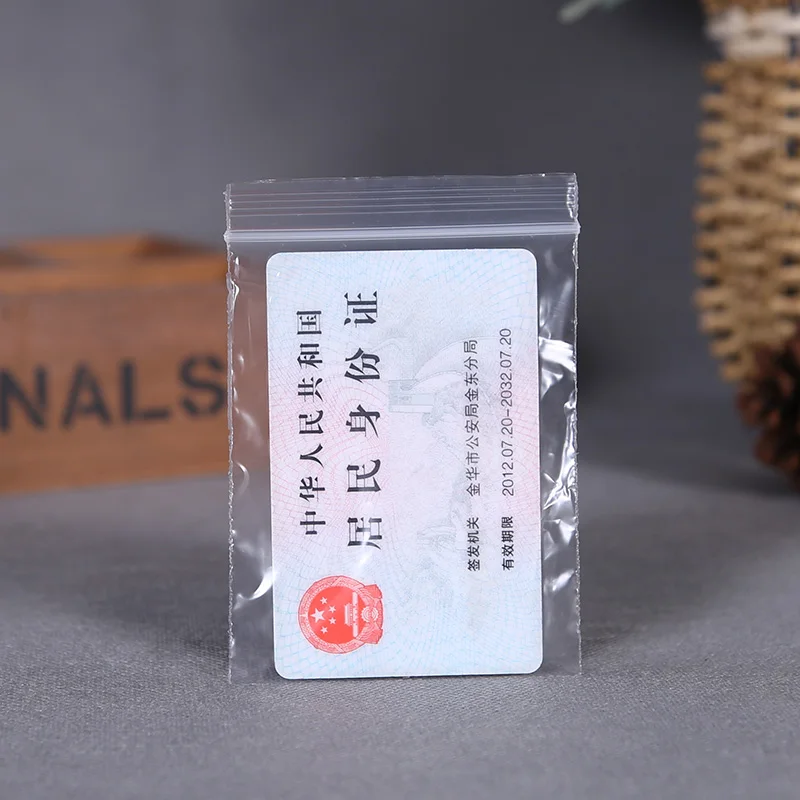 中华人民共和国
居民身份证
签发机关 金华市公安局金东分局
有效期限 2012.07.20-2032.07.20
NALS